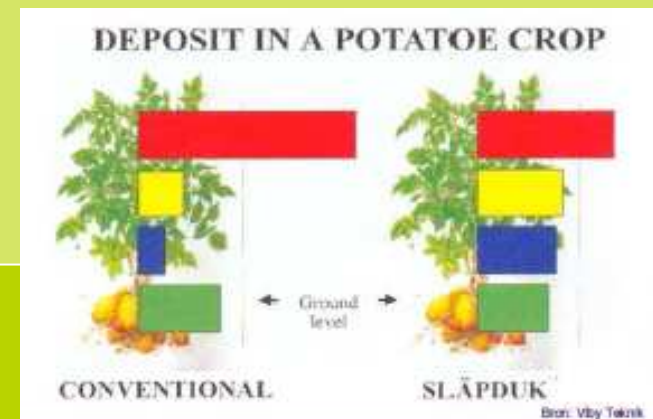 DEPOSIT IN A POTATOE CROP
Ground
level
CONVENTIONAL
SLÄPDUK
Bron: Viby Teknik